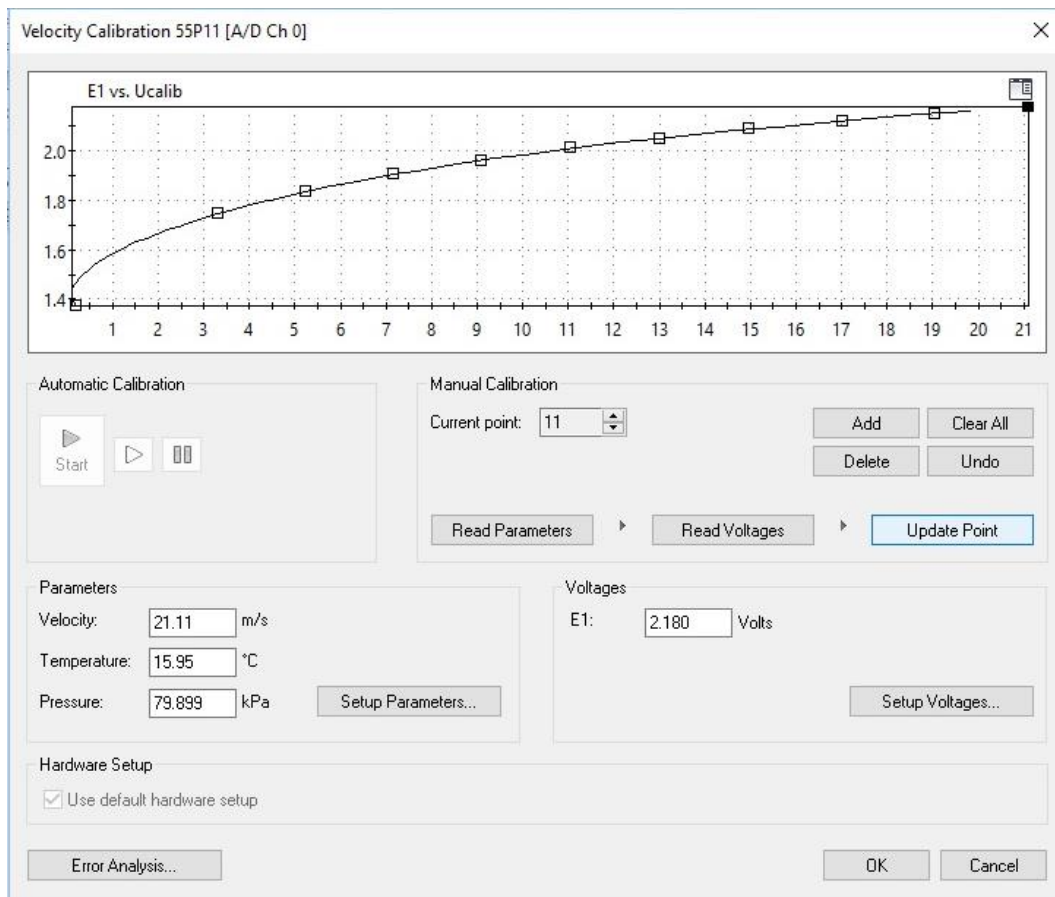 Velocity Calibration 55P11 [A/D Ch 0]
E1 vs. Ucalib
2.0
1.8
1.6
1.4
1 2 3 4 5 6 7 8 9 10 11 12 13 14 15 16 17 18 19 20 21
Automatic Calibration
Start
Manual Calibration
Current point: 11
Add Clear All
Delete Undo
Read Parameters Read Voltages Update Point
Parameters
Velocity: 21.11 m/s
Temperature: 15.95 °C
Pressure: 79.899 kPa Setup Parameters...
Voltages
E1: 2.180 Volts
Setup Voltages...
Hardware Setup
Use default hardware setup
Error Analysis... OK Cancel